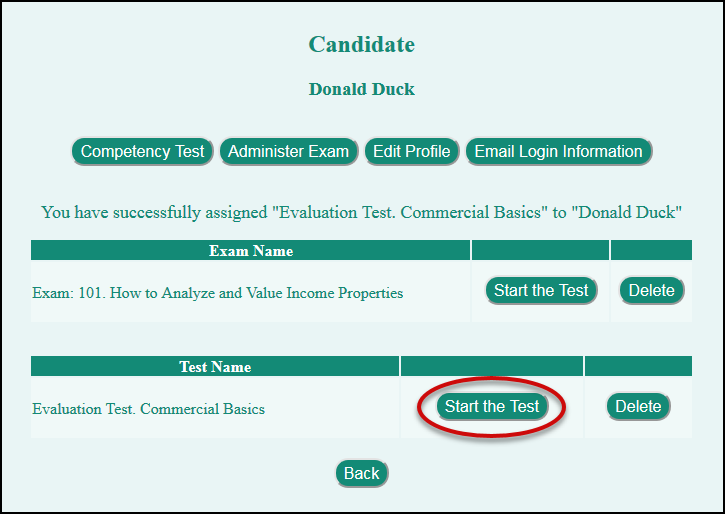 Candidate
Donald Duck
Competency Test Administer Exam Edit Profile Email Login Information
You have successfully assigned "Evaluation Test. Commercial Basics" to "Donald Duck"
Exam Name
Exam: 101. How to Analyze and Value Income Properties Start the Test Delete
Test Name
Evaluation Test. Commercial Basics Start the Test Delete
Back